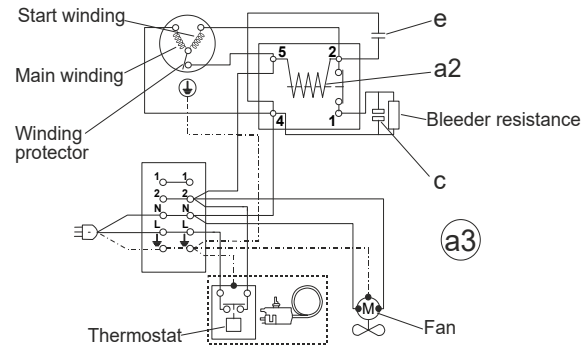 Start winding
e
5 2
a2
Main winding
4 1
Bleeder resistance
Winding
protector
c
1 1
2 2
N N
L L
a3
M
Thermostat
Fan